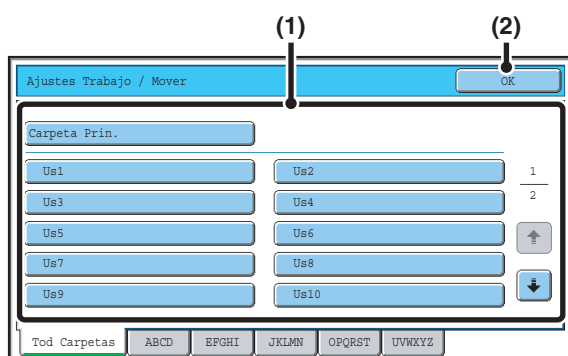 (1) (2)
Ajustes Trabajo / Mover OK
Carpeta Prin.
Us1 Us2 1
Us3 Us4 2
Us5 Us6
Us7 Us8
Us9 Us10
Tod Carpetas ABCD EFGHI JKLMN OPQRST UVWXYZ